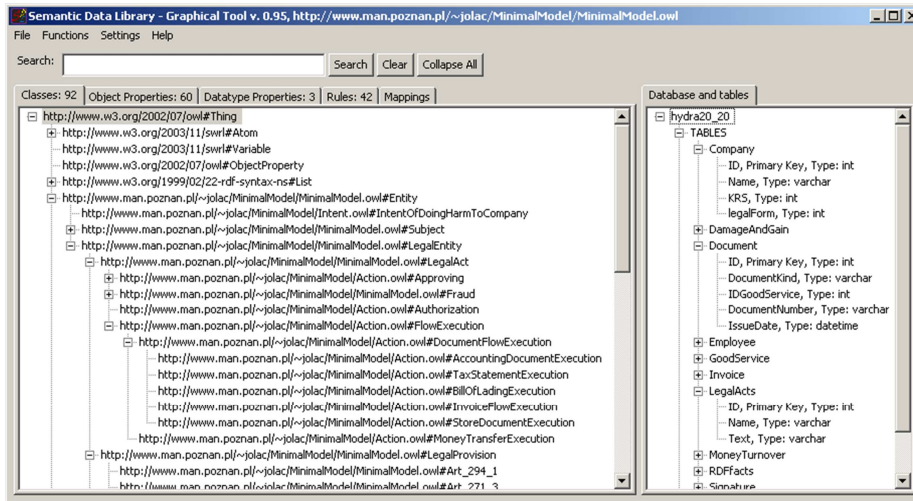 Semantic Data Library - Graphical Tool v. 0.95, http://www.man.poznan.pl/~jolac/MinimalModel/MinimalModel.owl
File Functions Settings Help
Search: Search Clear Collapse All
Classes: 92 Object Properties: 60 Datatype Properties: 3 Rules: 42 Mappings
http://www.w3.org/2002/07/owl#Thing
http://www.w3.org/2003/11/swrl#Atom
http://www.w3.org/2003/11/swrl#Variable
http://www.w3.org/2002/07/owl#ObjectProperty
http://www.w3.org/1999/02/22-rdf-syntax-ns#List
http://www.man.poznan.pl/~jolac/MinimalModel/MinimalModel.owl#Entity
http://www.man.poznan.pl/~jolac/MinimalModel/Intent.owl#IntentOfDoingHarmToCompany
http://www.man.poznan.pl/~jolac/MinimalModel/MinimalModel.owl#Subject
http://www.man.poznan.pl/~jolac/MinimalModel/MinimalModel.owl#LegalEntity
http://www.man.poznan.pl/~jolac/MinimalModel/MinimalModel.owl#LegalAct
http://www.man.poznan.pl/~jolac/MinimalModel/Action.owl#Approving
http://www.man.poznan.pl/~jolac/MinimalModel/MinimalModel.owl#Fraud
http://www.man.poznan.pl/~jolac/MinimalModel/Action.owl#Authorization
http://www.man.poznan.pl/~jolac/MinimalModel/Action.owl#FlowExecution
http://www.man.poznan.pl/~jolac/MinimalModel/Action.owl#DocumentFlowExecution
http://www.man.poznan.pl/~jolac/MinimalModel/Action.owl#AccountingDocumentExecution
http://www.man.poznan.pl/~jolac/MinimalModel/Action.owl#TaxStatementExecution
http://www.man.poznan.pl/~jolac/MinimalModel/Action.owl#BillOfLadingExecution
http://www.man.poznan.pl/~jolac/MinimalModel/Action.owl#InvoiceFlowExecution
http://www.man.poznan.pl/~jolac/MinimalModel/Action.owl#StoreDocumentExecution
http://www.man.poznan.pl/~jolac/MinimalModel/Action.owl#MoneyTransferExecution
http://www.man.poznan.pl/~jolac/MinimalModel/MinimalModel.owl#LegalProvision
http://www.man.poznan.pl/~jolac/MinimalModel/MinimalModel.owl#Art_294_1
http://www.man.poznan.pl/~jolac/MinimalModel/MinimalModel.owl#Art_271_3
Database and tables
hydra20_20
TABLES
Company
ID, Primary Key, Type: int
Name, Type: varchar
KRS, Type: int
legalForm, Type: int
DamageAndGain
Document
ID, Primary Key, Type: int
DocumentKind, Type: varchar
IDGoodService, Type: int
DocumentNumber, Type: varchar
IssueDate, Type: datetime
Employee
GoodService
Invoice
LegalActs
ID, Primary Key, Type: int
Name, Type: varchar
Text, Type: varchar
MoneyTurnover
RDFfacts
Signature